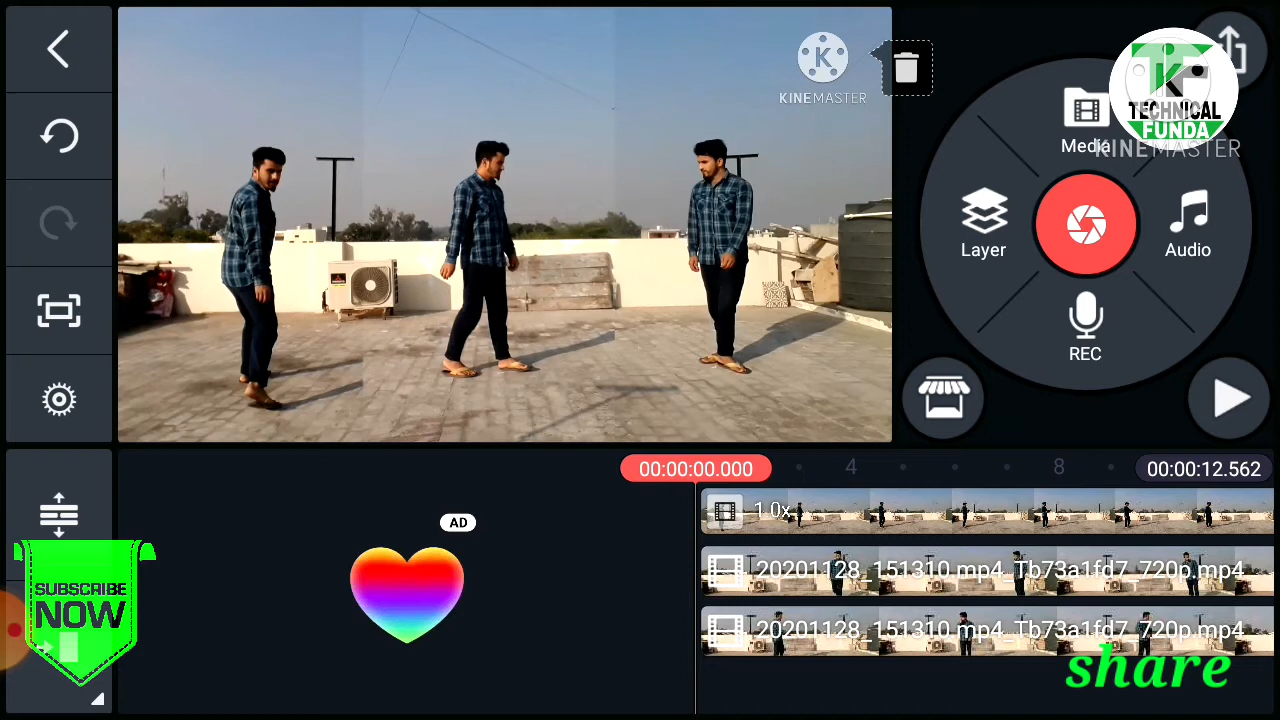 KINEMASTER
TECHNICAL
FUNDA
KINEMASTER
Media
Layer
Audio
REC
00:00:00.000
4
8
00:00:12.562
AD
1.0x
20201128_151310.mp4_Tb73a1fd7_720p.mp4
20201128_151310.mp4_Tb73a1fd7_720p.mp4
SUBSCRIBE
NOW
share